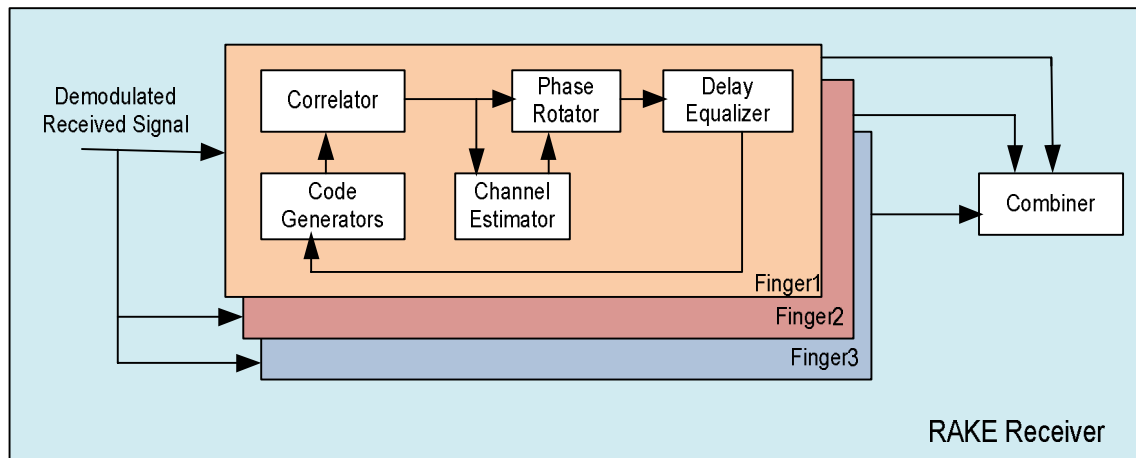 Demodulated
Received Signal
Correlator
Phase
Rotator
Delay
Equalizer
Code
Generators
Channel
Estimator
Combiner
Finger1
Finger2
Finger3
RAKE Receiver